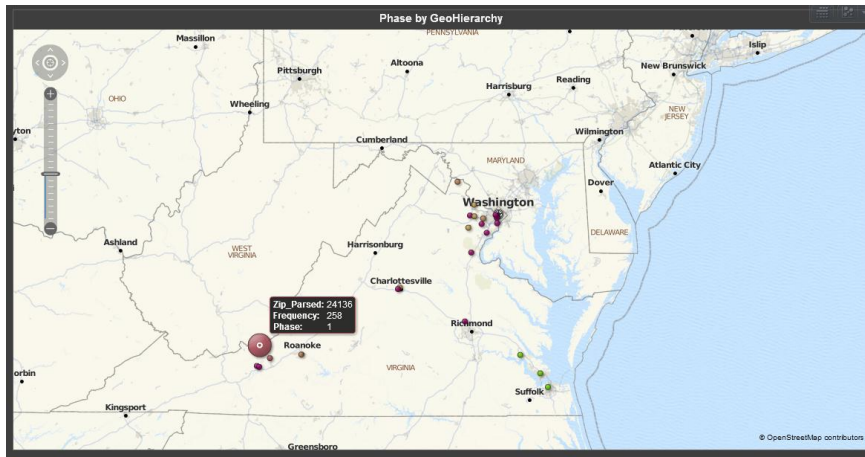 Phase by GeoHierarchy
PENNSYLVANIA
Massillon
Islip
Altoona
New Brunswick
Pittsburgh
Reading
Harrisburg
OHIO
Wheeling
NEW
JERSEY
Wilmington
Cumberland
MARYLAND
Atlantic City
Dover
Washington
DELAWARE
Ashland
WEST
VIRGINIA
Harrisonburg
Charlottesville
Zip_Parsed: 24136
Frequency: 258
Phase: 1
Richmond
Roanoke
VIRGINIA
orbin
Suffolk
Kingsport
Greensboro
© OpenStreetMap contributors